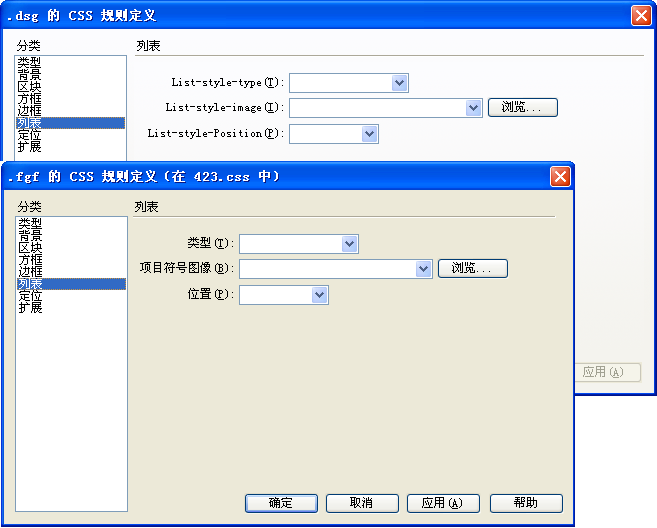 .dsg 的 CSS 规则定义
分类
列表
类型
背景
区块
方框
边框
列表
定位
扩展
List-style-type(T):
List-style-image(I):
浏览...
List-style-Position(P):
应用(A)
.fgf 的 CSS 规则定义（在 423.css 中）
分类
列表
类型
背景
区块
方框
边框
列表
定位
扩展
类型(T):
项目符号图像(B):
浏览...
位置(P):
确定
取消
应用(A)
帮助